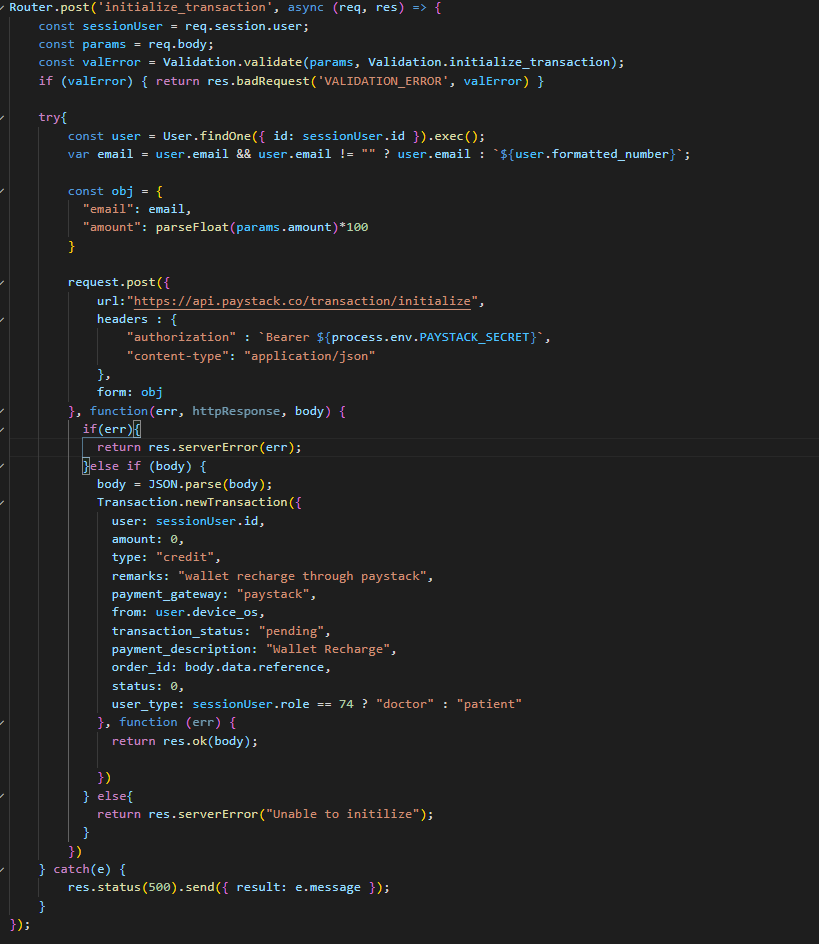 Router.post('initialize_transaction', async (req, res) => {
    const sessionUser = req.session.user;
    const params = req.body;
    const valError = Validation.validate(params, Validation.initialize_transaction);
    if (valError) { return res.badRequest('VALIDATION_ERROR', valError) }

    try{
        const user = User.findOne({ id: sessionUser.id }).exec();
        var email = user.email && user.email != "" ? user.email : `${user.formatted_number}`;

        const obj = {
          "email": email,
          "amount": parseFloat(params.amount)*100
        }

        request.post({
            url:"https://api.paystack.co/transaction/initialize",
            headers : {
                "authorization" : `Bearer ${process.env.PAYSTACK_SECRET}`,
                "content-type": "application/json"
            },
            form: obj
        }, function(err, httpResponse, body) {
          if(err){
            return res.serverError(err);
          }else if (body) {
            body = JSON.parse(body);
            Transaction.newTransaction({
              user: sessionUser.id,
              amount: 0,
              type: "credit",
              remarks: "wallet recharge through paystack",
              payment_gateway: "paystack",
              from: user.device_os,
              transaction_status: "pending",
              payment_description: "Wallet Recharge",
              order_id: body.data.reference,
              status: 0,
              user_type: sessionUser.role == 74 ? "doctor" : "patient"
            }, function (err) {
              return res.ok(body);

            })
          } else{
            return res.serverError("Unable to initilize");
          }
        })
    } catch(e) {
        res.status(500).send({ result: e.message });
    }
});